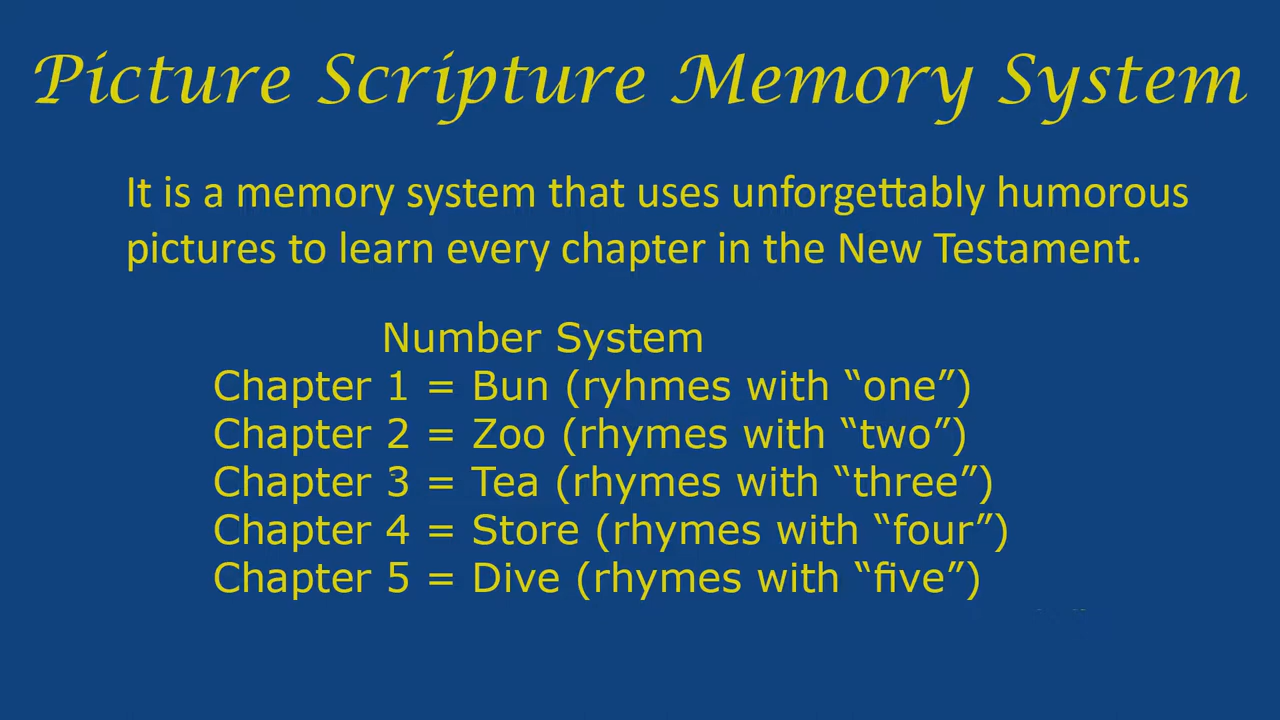 Picture Scripture Memory System
It is a memory system that uses unforgettably humorous
pictures to learn every chapter in the New Testament.
Number System
Chapter 1 = Bun (ryhmes with “one”)
Chapter 2 = Zoo (rhymes with “two”)
Chapter 3 = Tea (rhymes with “three”)
Chapter 4 = Store (rhymes with “four”)
Chapter 5 = Dive (rhymes with “five”)